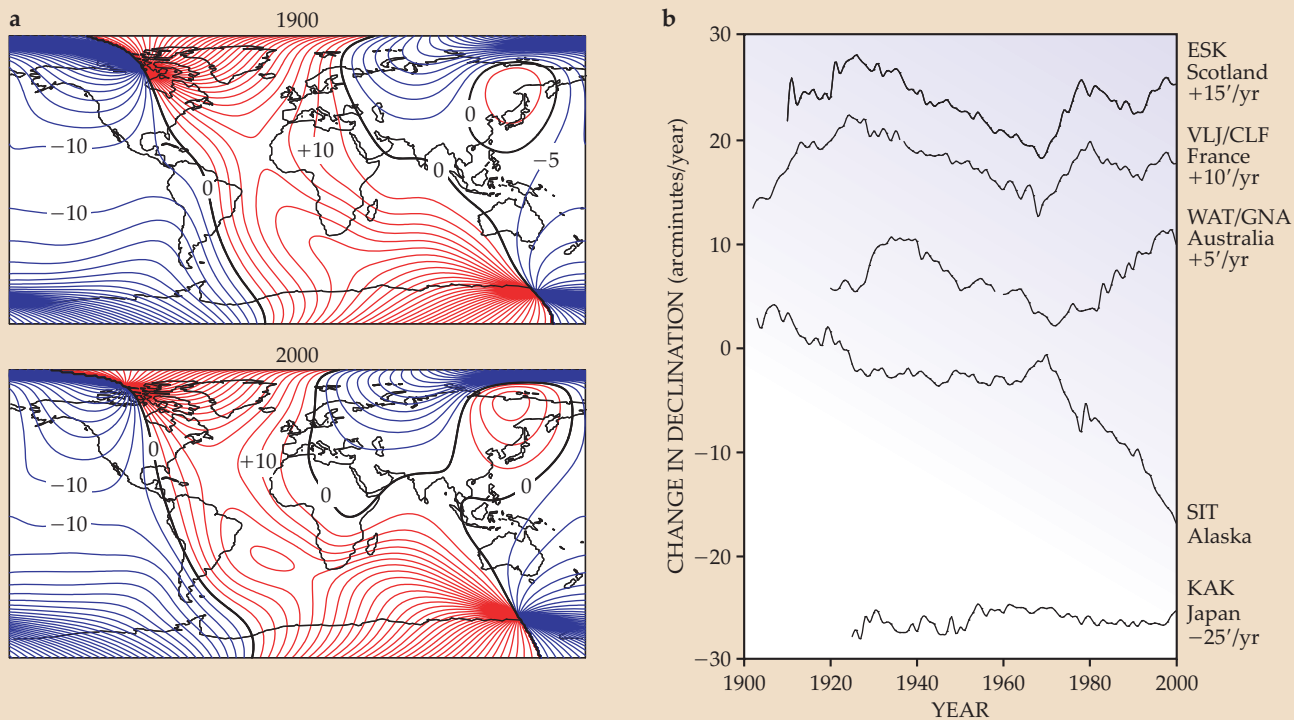 a
1900
−10
−10
0
+10
0
0
−5
2000
−10
−10
0
+10
0
0
b
CHANGE IN DECLINATION (arcminutes/year)
30
20
10
0
−10
−20
−30
1900 1920 1940 1960 1980 2000
YEAR
ESK
Scotland
+15′/yr
VLJ/CLF
France
+10′/yr
WAT/GNA
Australia
+5′/yr
SIT
Alaska
KAK
Japan
−25′/yr